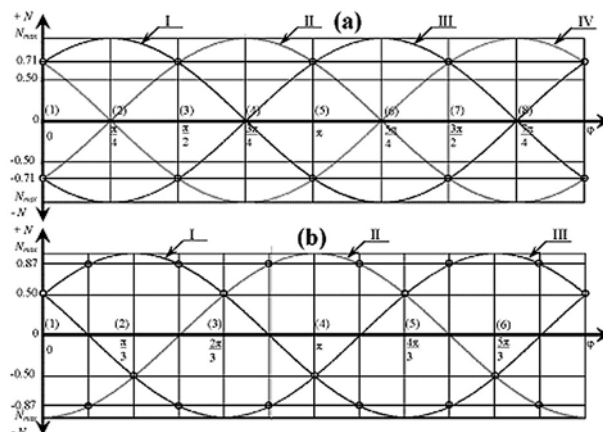 + N I II (a) III IV
Nmax
0.71
0.50
(1) (2) (3) (4) (5) (6) (7) (8)
0
0 π/4 π/2 3π/4 π 5π/4 3π/2 7π/4 φ
-0.50
-0.71
Nmax
- N
+ N I (b) II III
Nmax
0.87
0.50
(1) (2) (3) (4) (5) (6)
0
0 π/3 2π/3 π 4π/3 5π/3 φ
-0.50
-0.87
Nmax
- N